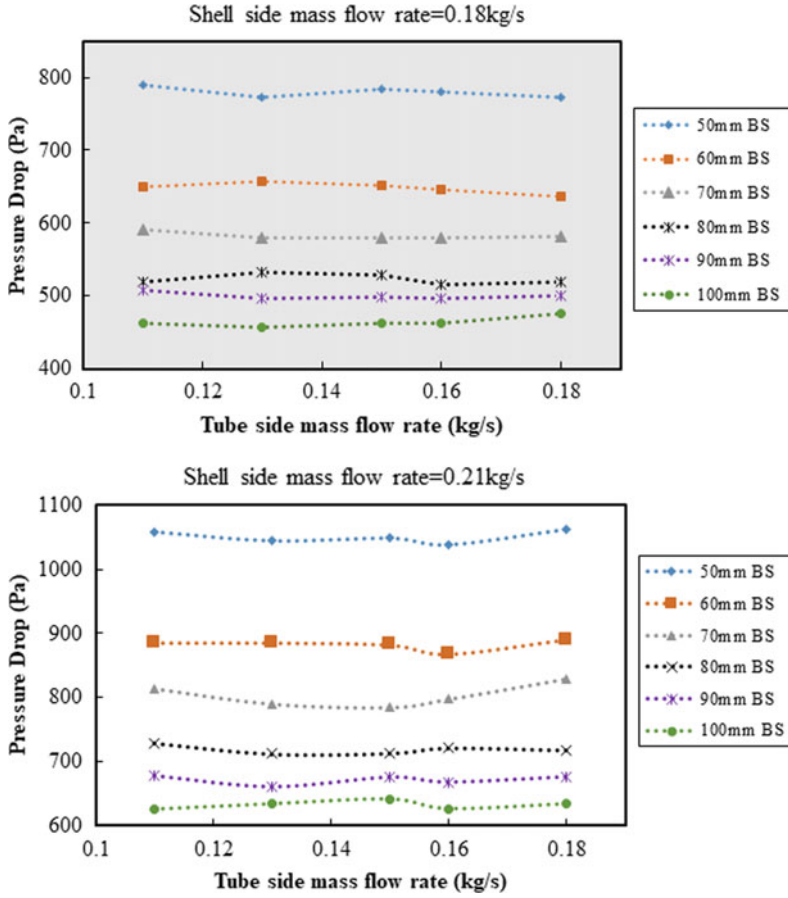 Shell side mass flow rate=0.18kg/s
Pressure Drop (Pa)
800
700
600
500
400
0.1 0.12 0.14 0.16 0.18
Tube side mass flow rate (kg/s)
50mm BS
60mm BS
70mm BS
80mm BS
90mm BS
100mm BS
Shell side mass flow rate=0.21kg/s
Pressure Drop (Pa)
1100
1000
900
800
700
600
0.1 0.12 0.14 0.16 0.18
Tube side mass flow rate (kg/s)
50mm BS
60mm BS
70mm BS
80mm BS
90mm BS
100mm BS